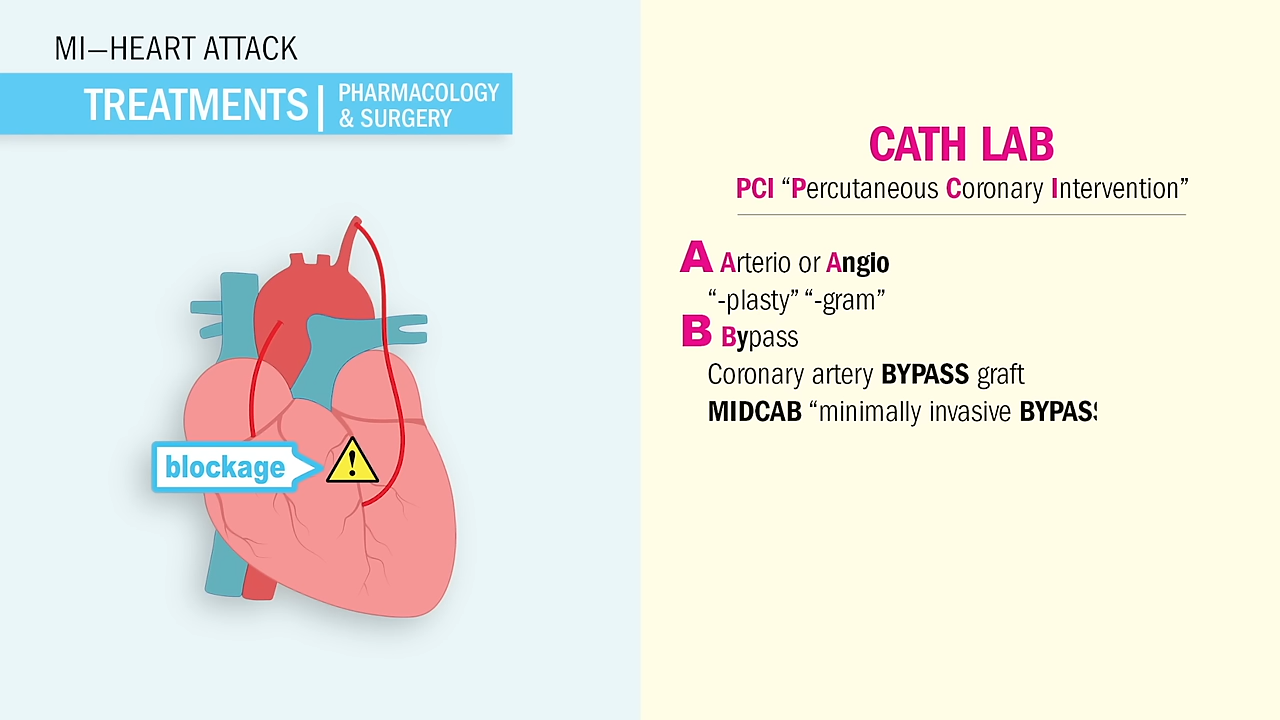 MI—HEART ATTACK
TREATMENTS | PHARMACOLOGY
& SURGERY
blockage
!
CATH LAB
PCI “Percutaneous Coronary Intervention”
A Arterio or Angio
“-plasty” “-gram”
B Bypass
Coronary artery BYPASS graft
MIDCAB “minimally invasive BYPAS